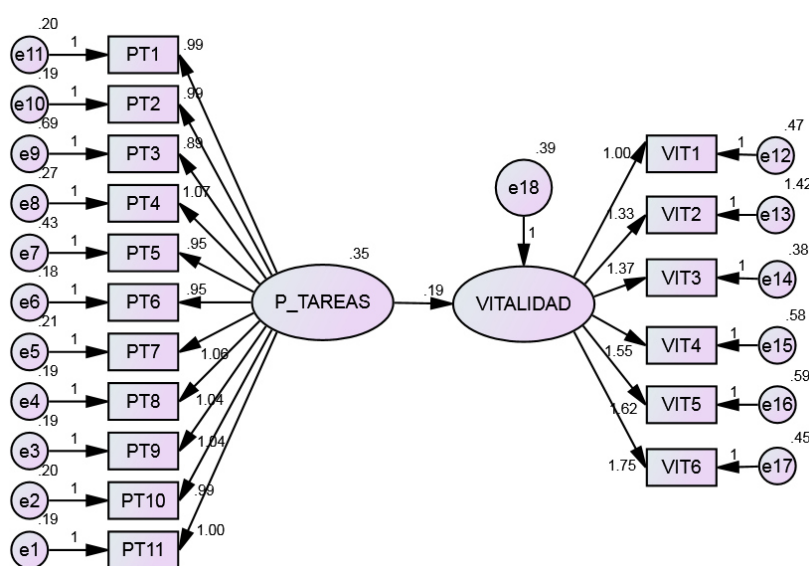 .20
e11 1 PT1 .99
.19
e10 1 PT2 .99
.69
e9 1 PT3 .89
.27
e8 1 PT4 1.07
.43
e7 1 PT5 .95
.18
e6 1 PT6 .95
.21
e5 1 PT7 1.06
.19
e4 1 PT8 1.04
.19
e3 1 PT9 1.04
.20
e2 1 PT10 .99
.19
e1 1 PT11 1.00
.35
P_TAREAS
.19
.39
e18
1
VITALIDAD
.47
1.00 VIT1 1 e12
1.42
1.33 VIT2 1 e13
.38
1.37 VIT3 1 e14
.58
1.55 VIT4 1 e15
.59
1.62 VIT5 1 e16
.45
1.75 VIT6 1 e17